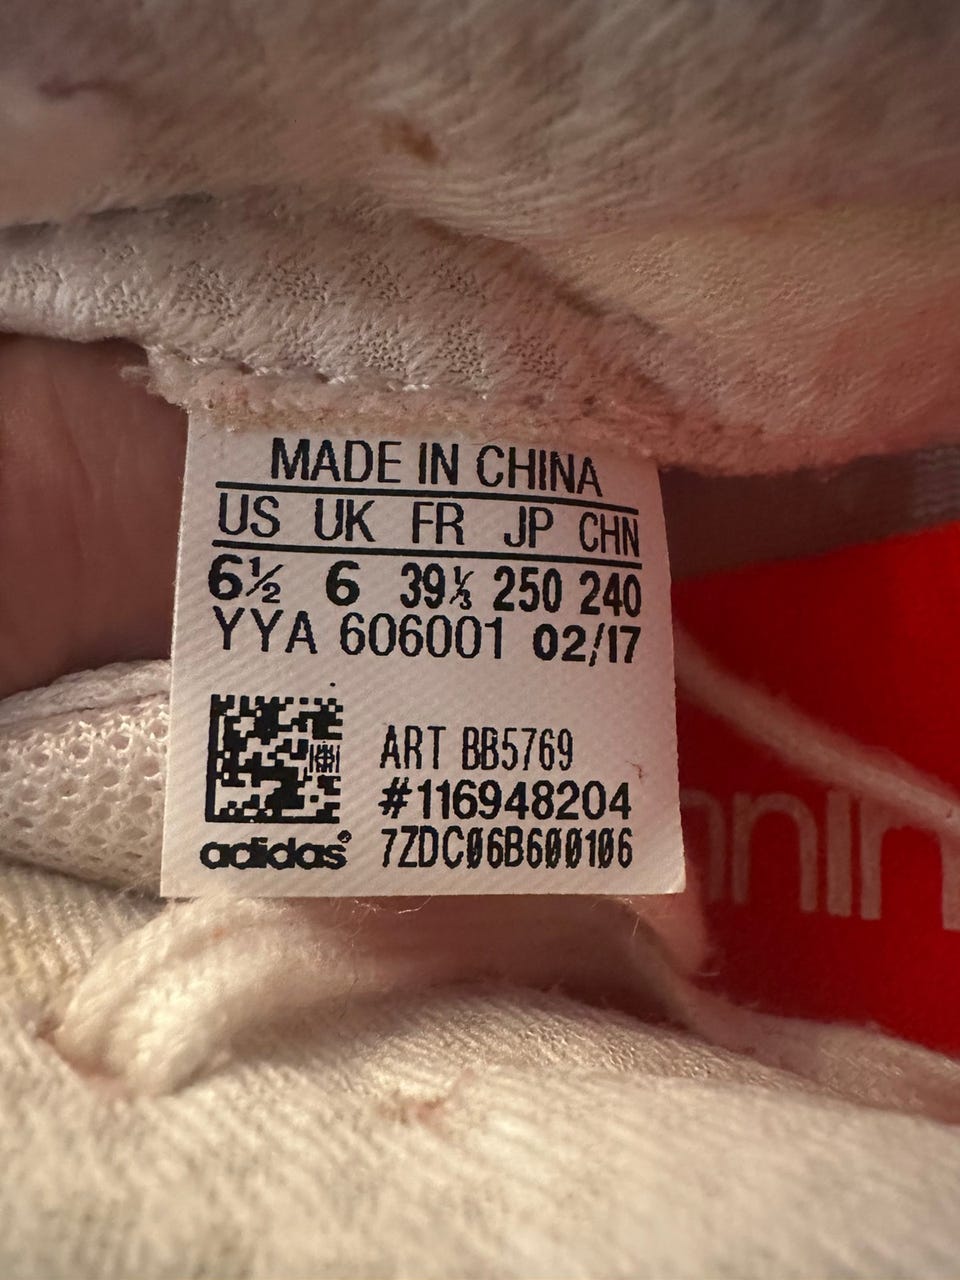 MADE IN CHINA
US UK FR JP CHN
6½ 6 39⅓ 250 240
YYA 606001 02/17
ART BB5769
#116948204
adidas® 7ZDC06B600106